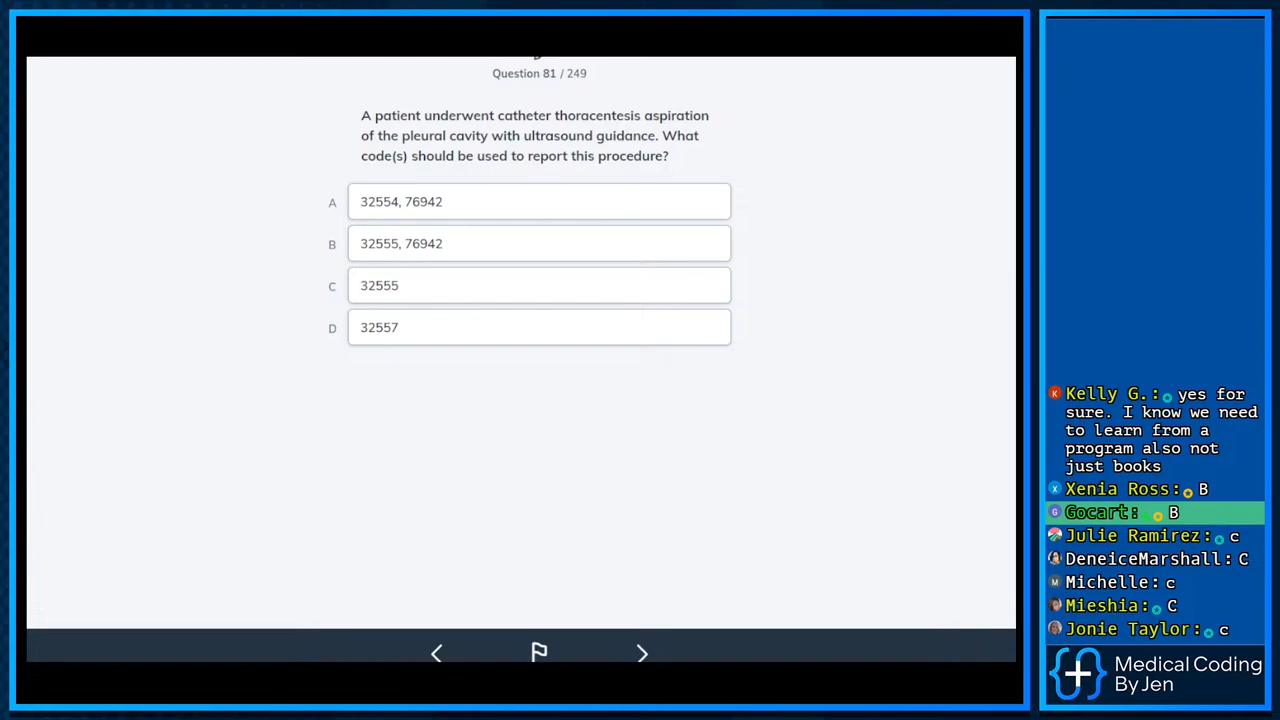 Question 81 / 249
A patient underwent catheter thoracentesis aspiration
of the pleural cavity with ultrasound guidance. What
code(s) should be used to report this procedure?
A 32554, 76942
B 32555, 76942
C 32555
D 32557
K Kelly G.: yes for
sure. I know we need
to learn from a
program also not
just books
X Xenia Ross: B
G Gocart: B
Julie Ramirez: c
DeneiceMarshall: C
M Michelle: c
Mieshia: C
Jonie Taylor: c
Medical Coding
By Jen